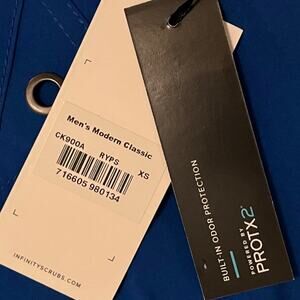 Men's Modern Classic
CK900A RYPS XS
716605 980134
INFINITYSCRUBS.COM
BUILT-IN ODOR PROTECTION
POWERED BY
PROTX2